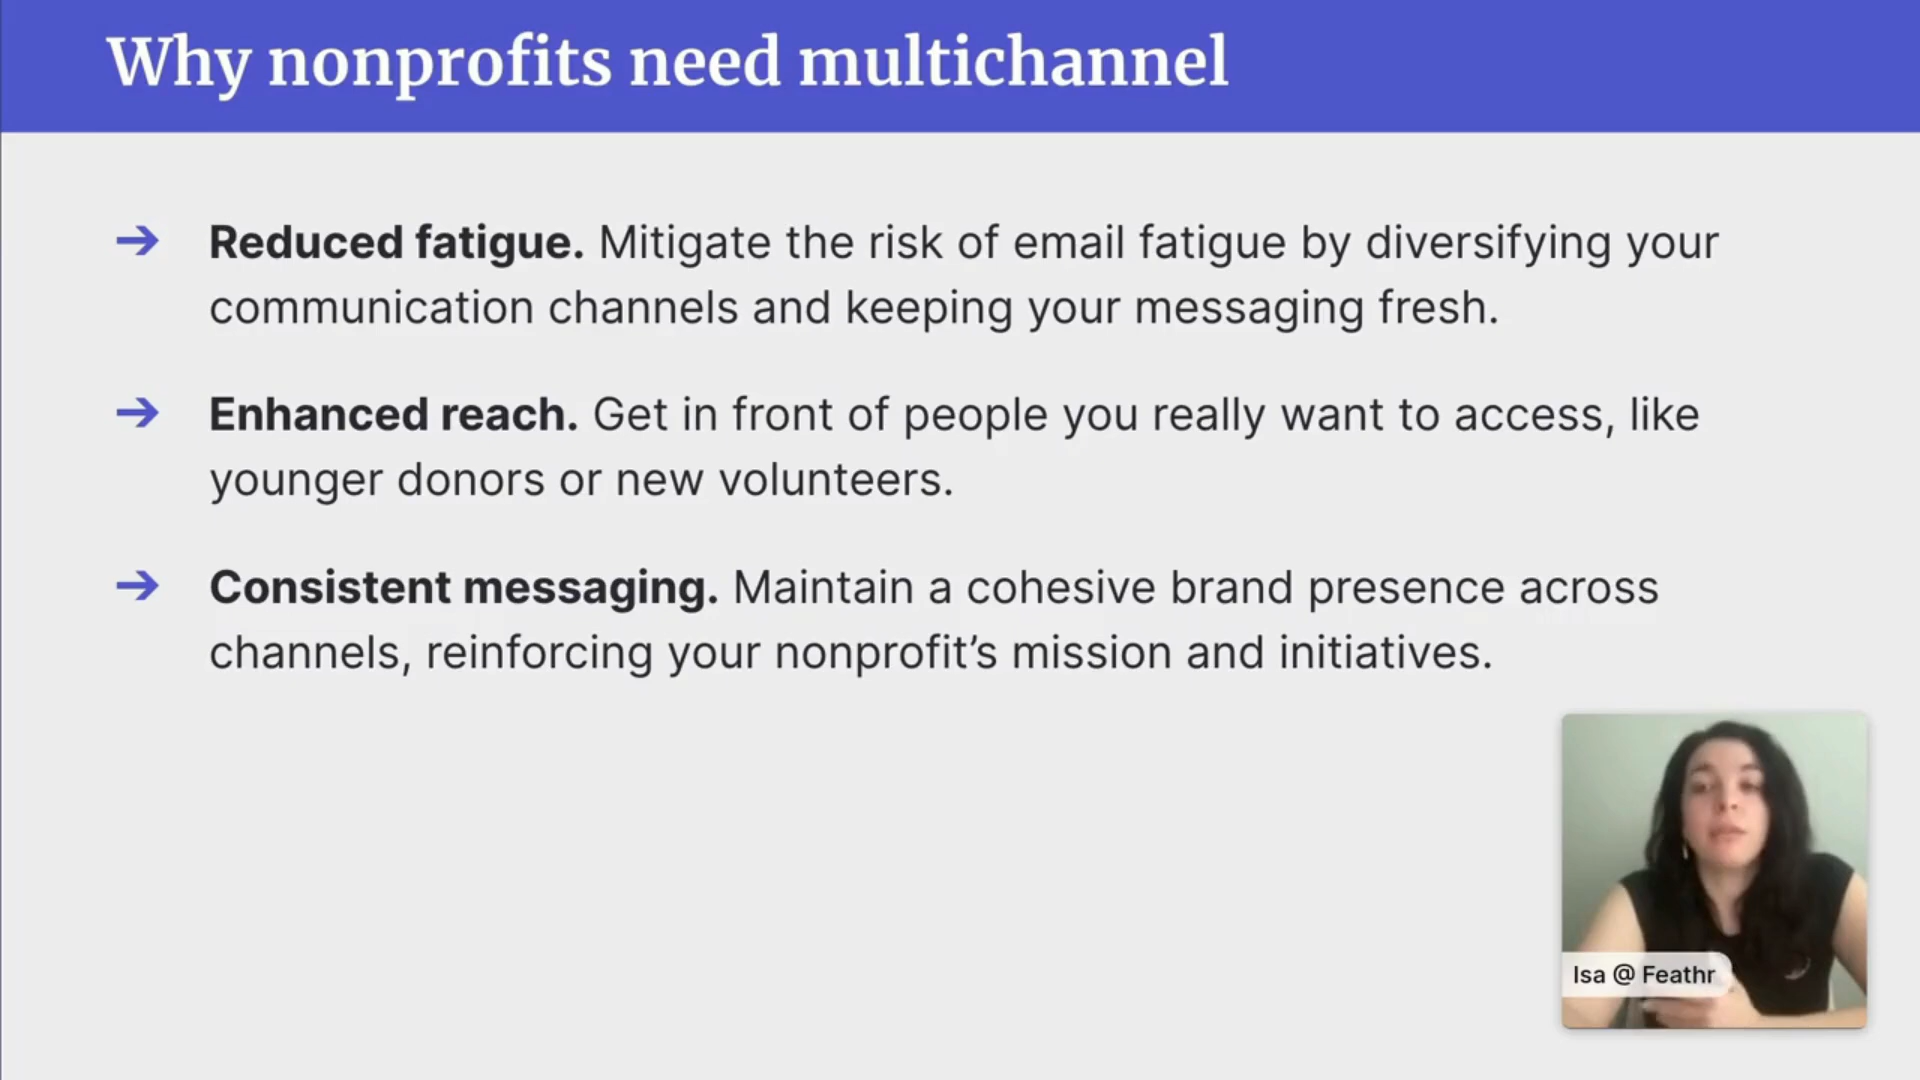 Why nonprofits need multichannel
➔ Reduced fatigue. Mitigate the risk of email fatigue by diversifying your
communication channels and keeping your messaging fresh.
➔ Enhanced reach. Get in front of people you really want to access, like
younger donors or new volunteers.
➔ Consistent messaging. Maintain a cohesive brand presence across
channels, reinforcing your nonprofit’s mission and initiatives.
Isa @ Feathr